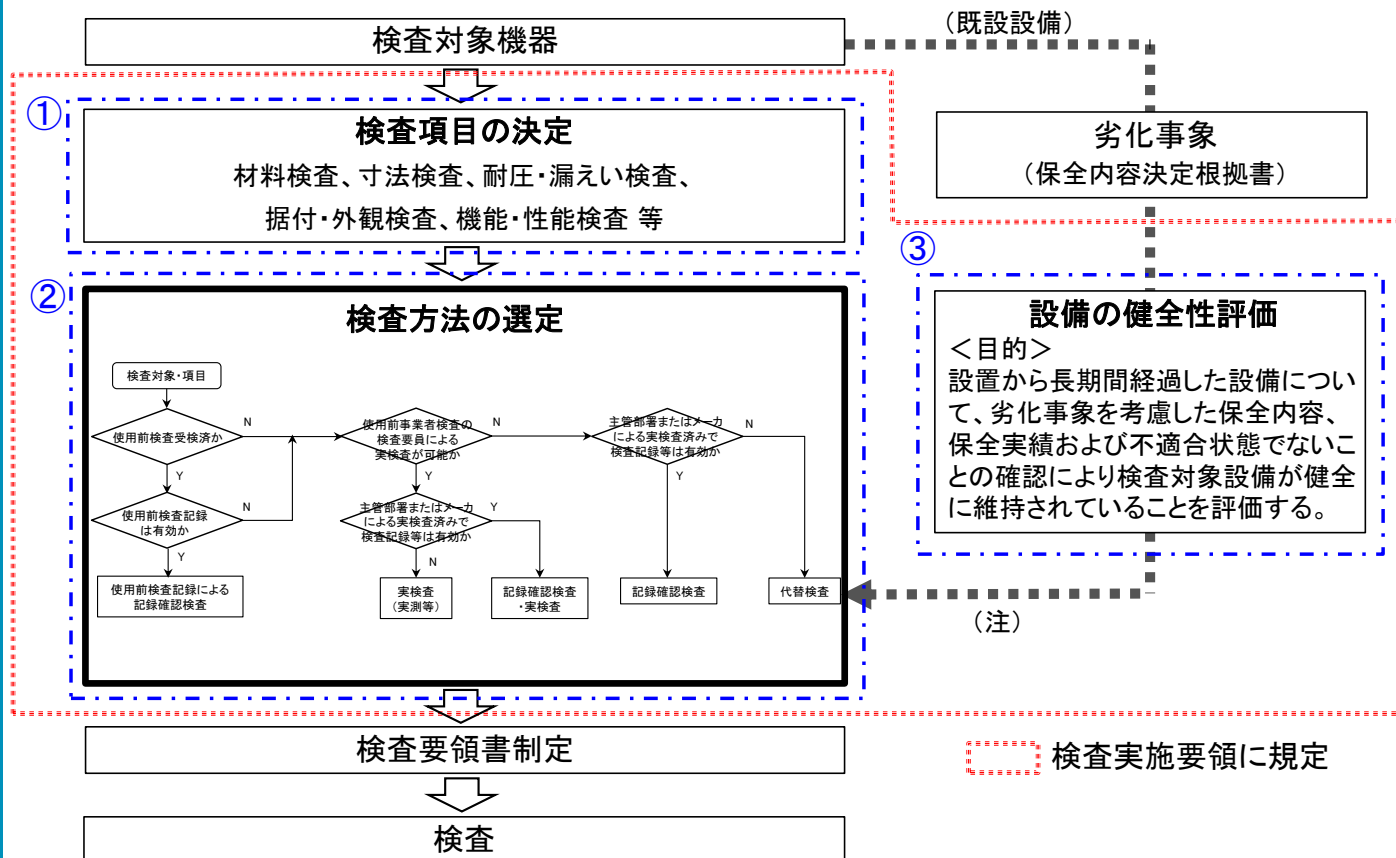 検査対象機器
（既設設備）
①
検査項目の決定
材料検査、寸法検査、耐圧・漏えい検査、
据付・外観検査、機能・性能検査 等
劣化事象
（保全内容決定根拠書）
②
検査方法の選定
検査対象・項目
使用前検査受検済か
N
Y
使用前検査記録
は有効か
N
Y
使用前検査記録による
記録確認検査
使用前事業者検査の
検査要員による
実検査が可能か
N
Y
主管部署またはメーカ
による実検査済みで
検査記録等は有効か
Y
N
実検査
（実測等）
記録確認検査
・実検査
主管部署またはメーカ
による実検査済みで
検査記録等は有効か
N
Y
記録確認検査
代替検査
③
設備の健全性評価
＜目的＞
設置から長期間経過した設備につい
て、劣化事象を考慮した保全内容、
保全実績および不適合状態でないこ
との確認により検査対象設備が健全
に維持されていることを評価する。
（注）
検査要領書制定
検査実施要領に規定
検査